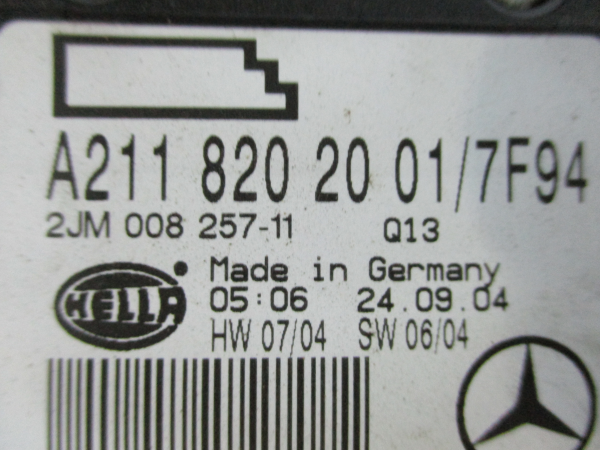 A211 820 20 01/7F94
2JM 008 257-11 Q13
HELLA
Made in Germany
05:06 24.09.04
HW 07/04 SW 06/04